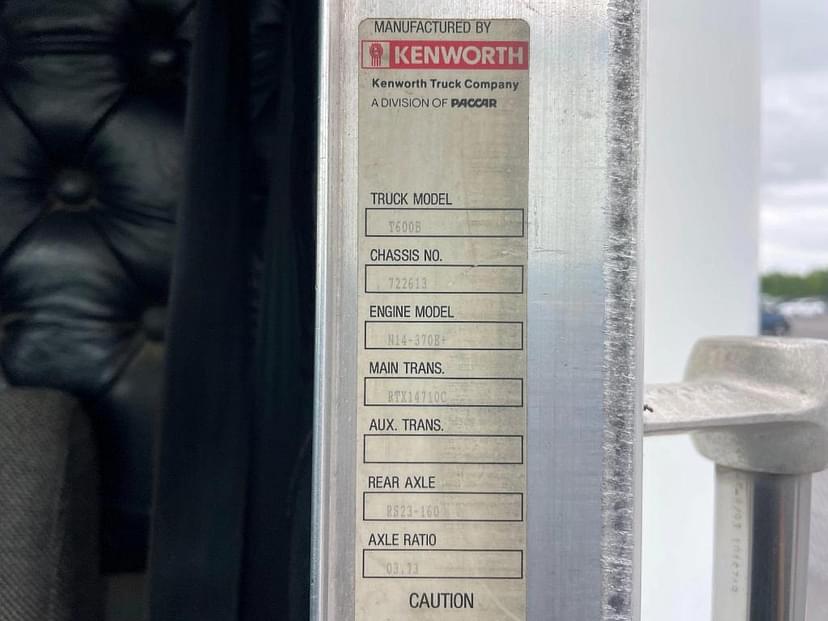 MANUFACTURED BY
KENWORTH
Kenworth Truck Company
A DIVISION OF PACCAR
TRUCK MODEL
T600B
CHASSIS NO.
722613
ENGINE MODEL
N14-370E+
MAIN TRANS.
RTX14710C
AUX. TRANS.
REAR AXLE
RS23-160
AXLE RATIO
03.73
CAUTION